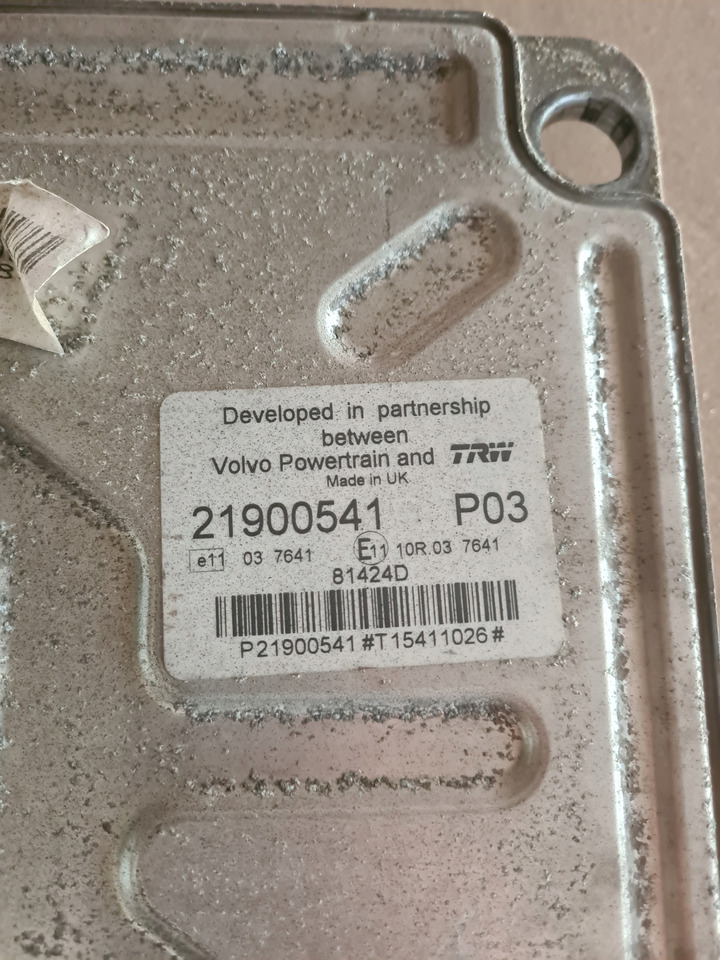 Developed in partnership
between
Volvo Powertrain and TRW
Made in UK
21900541 P03
e11 03 7641 E11 10R.03 7641
81424D
P21900541#T15411026#